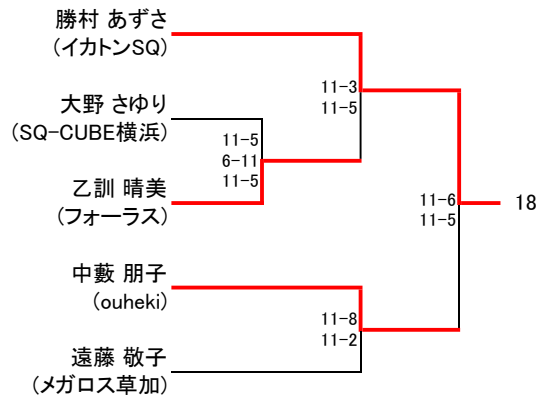 勝村 あずさ
(イカトンSQ)
11-3
11-5
大野 さゆり
(SQ-CUBE横浜)
11-5
6-11
11-5
乙訓 晴美
(フォーラス)
11-6
11-5
18
中藪 朋子
(ouheki)
11-8
11-2
遠藤 敬子
(メガロス草加)